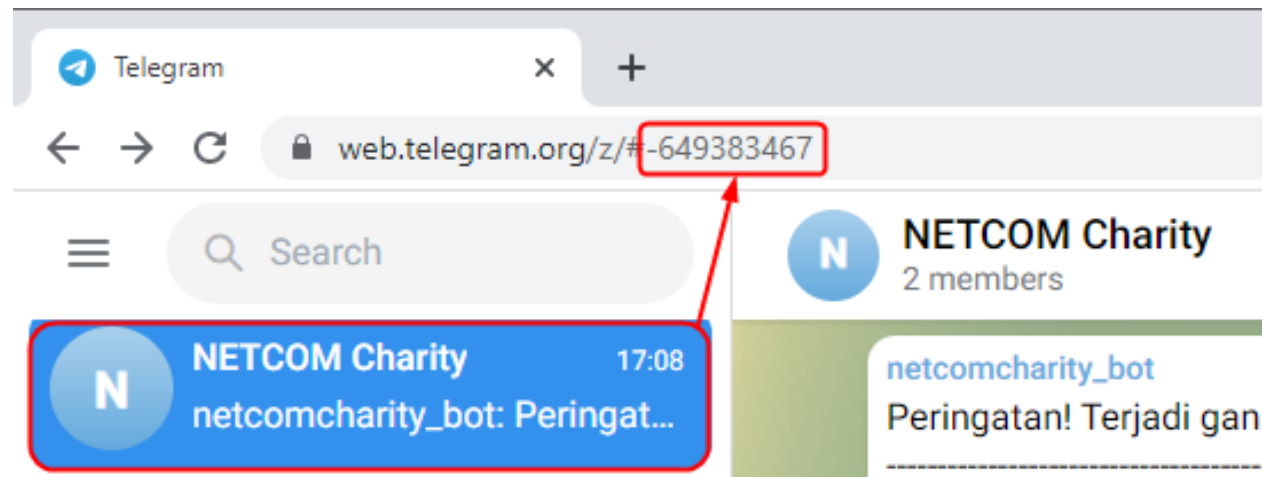 Telegram
web.telegram.org/z/#-649383467
Search
N
NETCOM Charity
2 members
N
NETCOM Charity 17:08
netcomcharity_bot: Peringat...
netcomcharity_bot
Peringatan! Terjadi gan
----------------------------------------